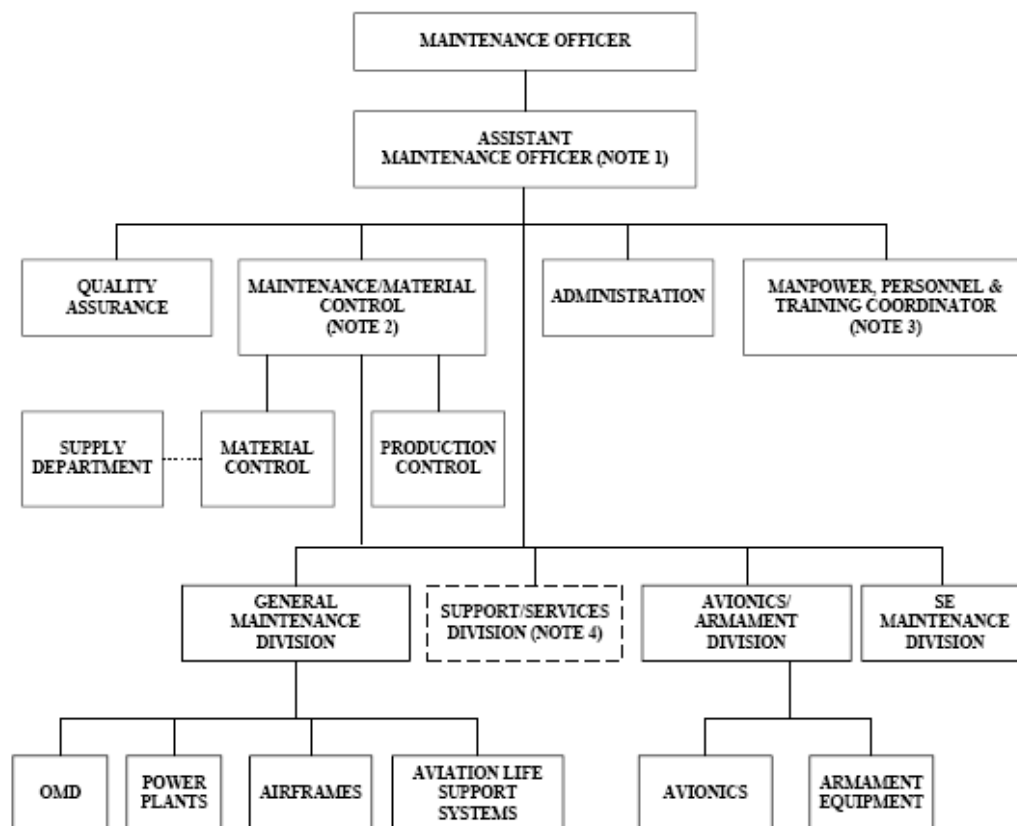 MAINTENANCE OFFICER
ASSISTANT
MAINTENANCE OFFICER (NOTE 1)
QUALITY
ASSURANCE
MAINTENANCE/MATERIAL
CONTROL
(NOTE 2)
ADMINISTRATION
MANPOWER, PERSONNEL &
TRAINING COORDINATOR
(NOTE 3)
SUPPLY
DEPARTMENT
MATERIAL
CONTROL
PRODUCTION
CONTROL
GENERAL
MAINTENANCE
DIVISION
SUPPORT/SERVICES
DIVISION (NOTE 4)
AVIONICS/
ARMAMENT
DIVISION
SE
MAINTENANCE
DIVISION
OMD
POWER
PLANTS
AIRFRAMES
AVIATION LIFE
SUPPORT
SYSTEMS
AVIONICS
ARMAMENT
EQUIPMENT